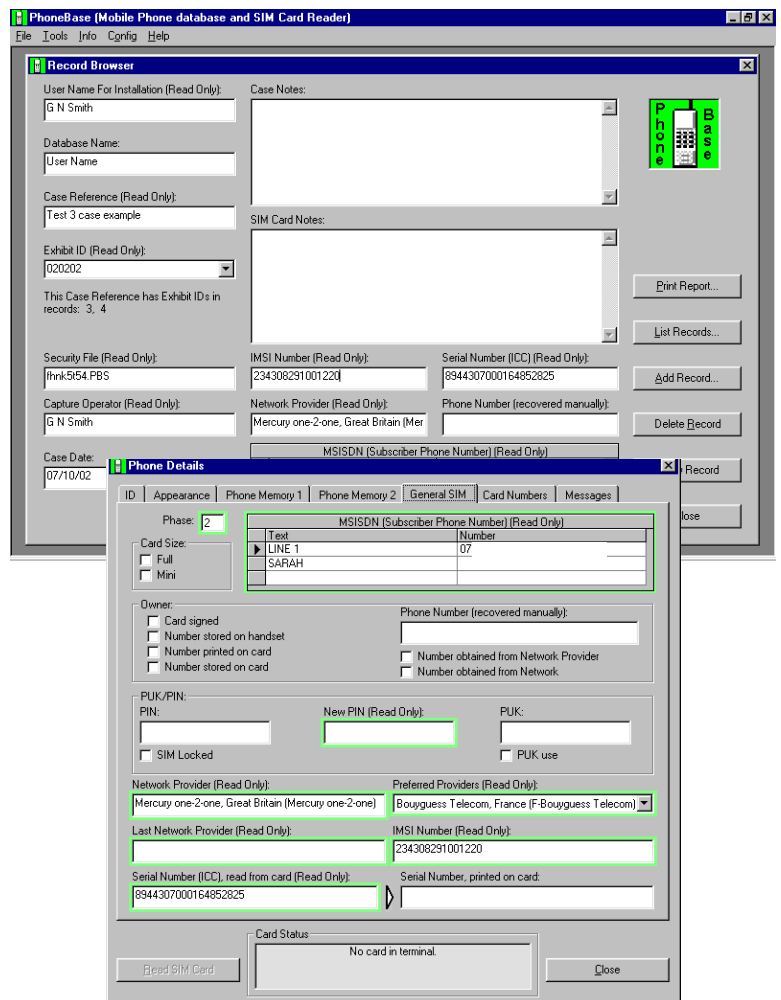 PhoneBase (Mobile Phone database and SIM Card Reader)
File Tools Info Config Help
Record Browser
User Name For Installation (Read Only):
G N Smith
Database Name:
User Name
Case Reference (Read Only):
Test 3 case example
Exhibit ID (Read Only):
020202
This Case Reference has Exhibit IDs in
records: 3, 4
Case Notes:
SIM Card Notes:
Phone
Base
Print Report...
List Records...
Security File (Read Only):
fhnk5t54.PBS
IMSI Number (Read Only):
234308291001220
Serial Number (ICC) (Read Only):
8944307000164852825
Add Record...
Capture Operator (Read Only):
G N Smith
Network Provider (Read Only):
Mercury one-2-one, Great Britain (Mer
Phone Number (recovered manually):
Delete Record
Case Date:
07/10/02
MSISDN (Subscriber Phone Number) (Read Only)
Record
lose
Phone Details
ID Appearance Phone Memory 1 Phone Memory 2 General SIM Card Numbers Messages
Phase: 2
Card Size:
Full
Mini
MSISDN (Subscriber Phone Number) (Read Only)
Text Number
LINE 1 07
SARAH
Owner:
Card signed
Number stored on handset
Number printed on card
Number stored on card
Phone Number (recovered manually):
Number obtained from Network Provider
Number obtained from Network
PUK/PIN:
PIN: New PIN (Read Only): PUK:
SIM Locked PUK use
Network Provider (Read Only): Preferred Providers (Read Only):
Mercury one-2-one, Great Britain (Mercury one-2-one) Bouyguess Telecom, France (F-Bouyguess Telecom)
Last Network Provider (Read Only): IMSI Number (Read Only):
234308291001220
Serial Number (ICC), read from card (Read Only): Serial Number, printed on card:
8944307000164852825
Card Status
No card in terminal.
Read SIM Card Close